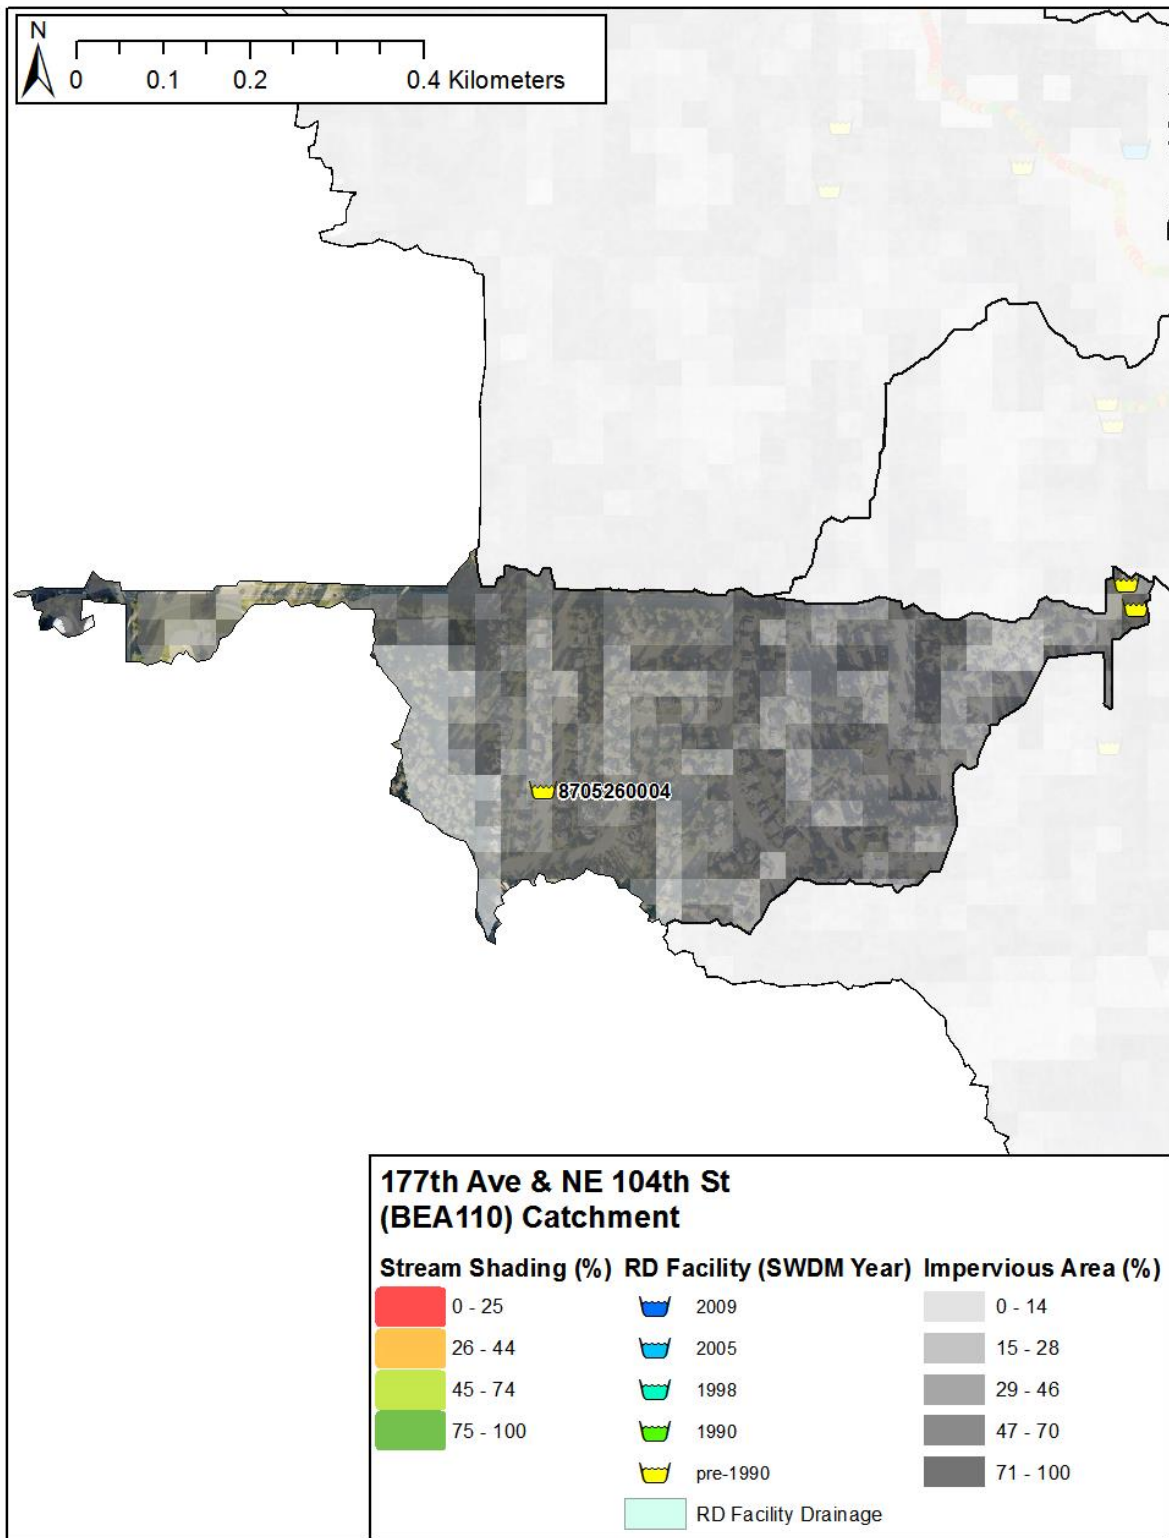 N
0 0.1 0.2 0.4 Kilometers
8705260004
177th Ave & NE 104th St
(BEA110) Catchment
Stream Shading (%) RD Facility (SWDM Year) Impervious Area (%)
0 - 25 2009 0 - 14
26 - 44 2005 15 - 28
45 - 74 1998 29 - 46
75 - 100 1990 47 - 70
pre-1990 71 - 100
RD Facility Drainage